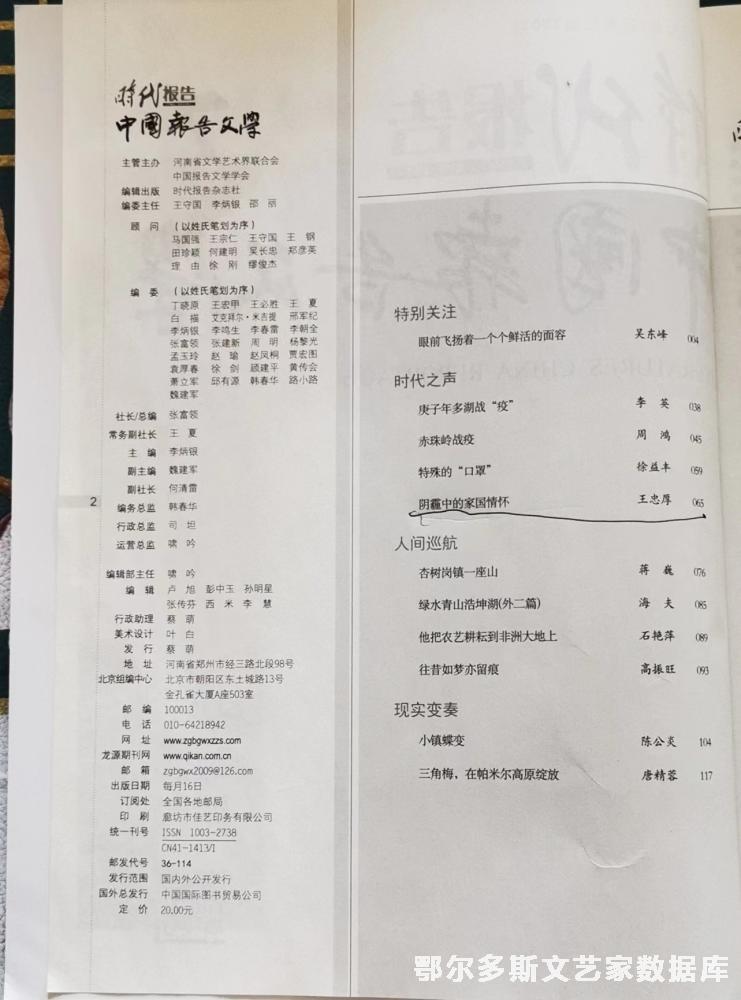 时代报告
中國報告文學
主管主办 河南省文学艺术界联合会
中国报告文学学会
编辑出版 时代报告杂志社
编委主任 王守国 李炳银 邵 丽
顾 问 (以姓氏笔划为序)
马国强 王宗仁 王守国 王 钢
田珍颖 何建明 吴长忠 郑彦英
理 由 徐 刚 缪俊杰
编 委 (以姓氏笔划为序)
丁晓原 王宏甲 王必胜 王 夏
白 描 艾克拜尔·米吉提 邢军纪
李炳银 李鸣生 李春雷 李朝全
张富领 张建新 周 明 杨黎光
孟玉玲 赵 瑜 赵凤桐 贾宏图
袁厚春 徐 剑 顾建平 黄传会
萧立军 邱有源 韩春华 路小路
魏建军
社长/总编 张富领
常务副社长 王 夏
主 编 李炳银
副主编 魏建军
副社长 何清雷
编务总监 韩春华
行政总监 司 坦
运营总监 啸 吟
编辑部主任 啸 吟
编 辑 卢 旭 彭中玉 孙明星
张传芬 西 米 李 慧
行政助理 蔡 萌
美术设计 叶 白
发 行 蔡 萌
地 址 河南省郑州市经三路北段98号
北京组编中心 北京市朝阳区东土城路13号
金孔雀大厦A座503室
邮 编 100013
电 话 010-64218942
网 址 www.zgbgwxzzs.com
龙源期刊网 www.qikan.com.cn
邮 箱 zgbgwx2009@126.com
出版日期 每月16日
订阅处 全国各地邮局
印 刷 廊坊市佳艺印务有限公司
统一刊号 ISSN 1003-2738
CN41-1413/I
邮发代号 36-114
发行范围 国内外公开发行
国外总发行 中国国际图书贸易公司
定 价 20.00元
2
特别关注
眼前飞扬着一个个鲜活的面容 吴东峰 004
时代之声
庚子年多湖战“疫” 李 英 038
赤珠岭战疫 周 鸿 045
特殊的“口罩” 徐益丰 059
阴霾中的家国情怀 王忠厚 065
人间巡航
杏树岗镇一座山 蒋 巍 076
绿水青山浩坤湖(外二篇) 海 夫 085
他把农艺耕耘到非洲大地上 石艳萍 089
往昔如梦亦留痕 高振旺 093
现实变奏
小镇蝶变 陈公炎 104
三角梅，在帕米尔高原绽放 唐精蓉 117
鄂尔多斯文艺家数据库